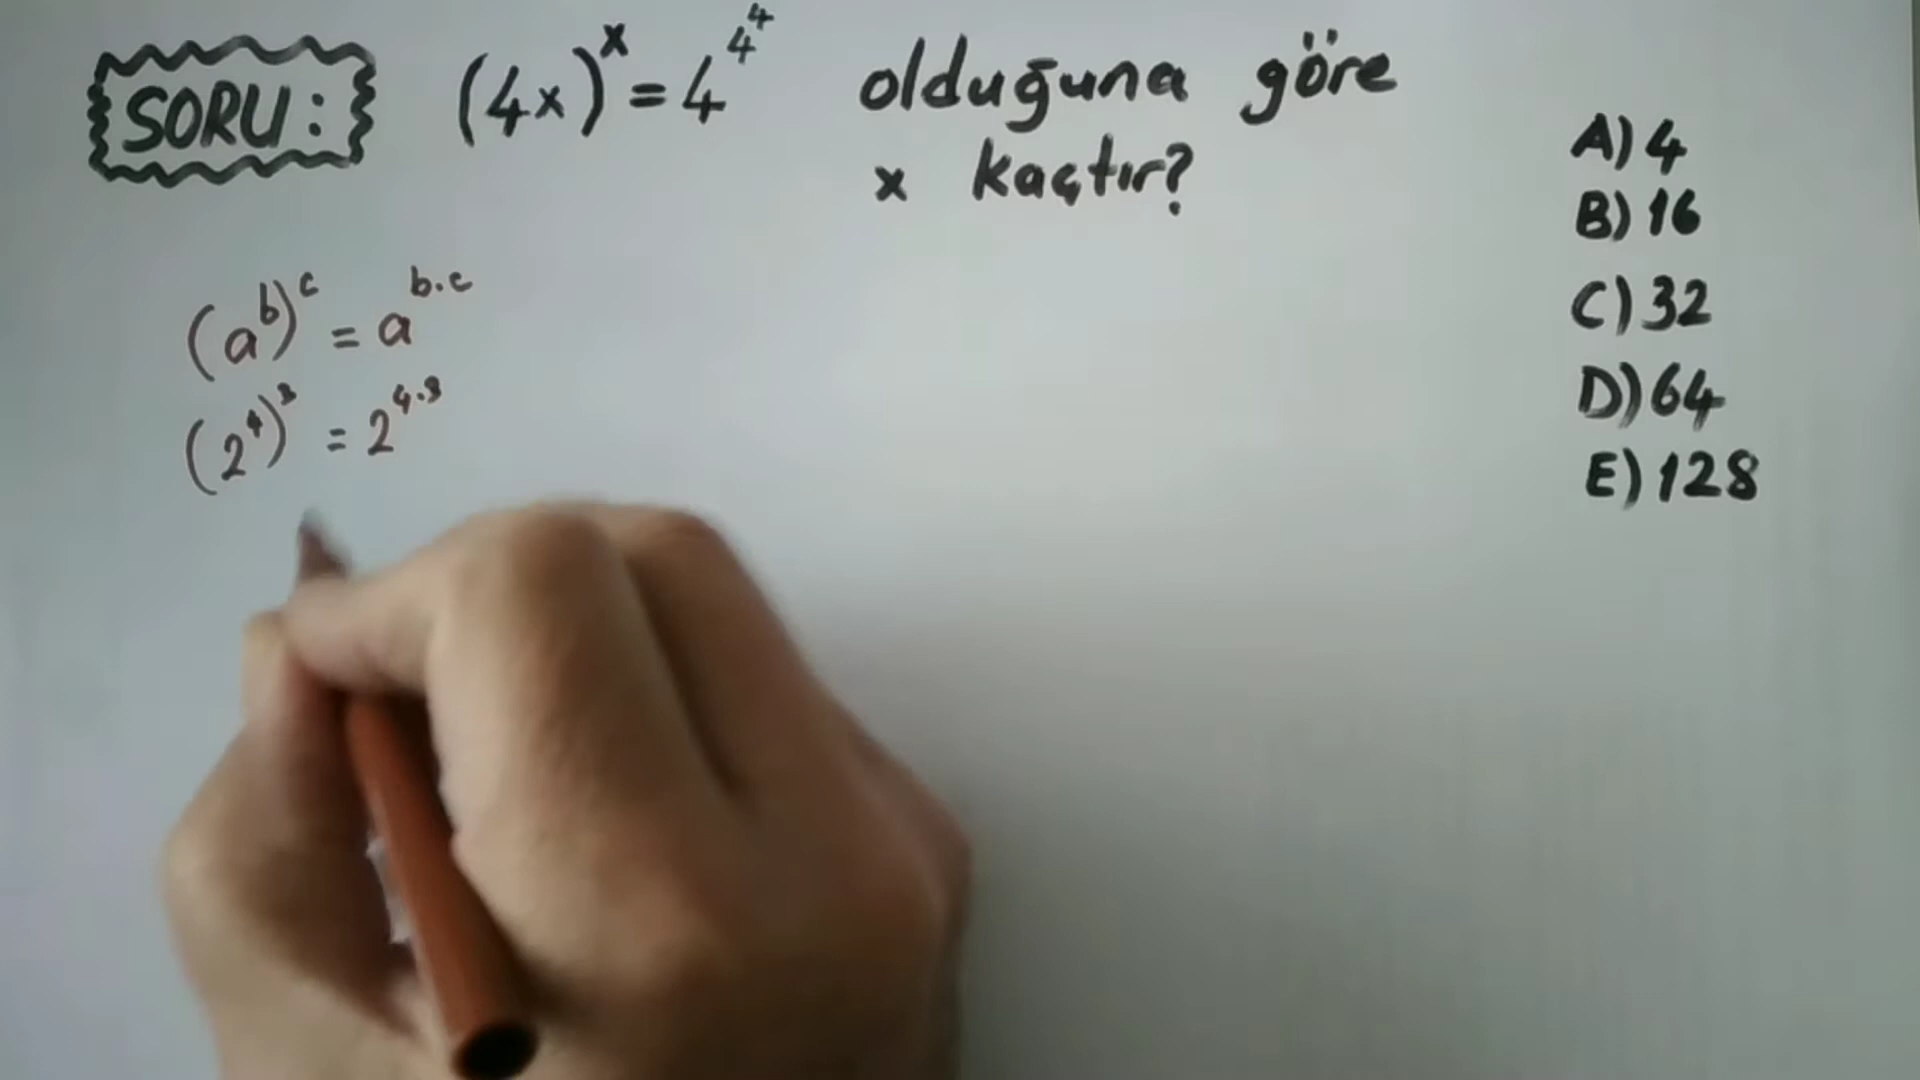 SORU: (4x)^x = 4^4^4 olduğuna göre
x kaçtır?
A) 4
B) 16
C) 32
D) 64
E) 128
(a^b)^c = a^b.c
(2^4)^3 = 2^4.3